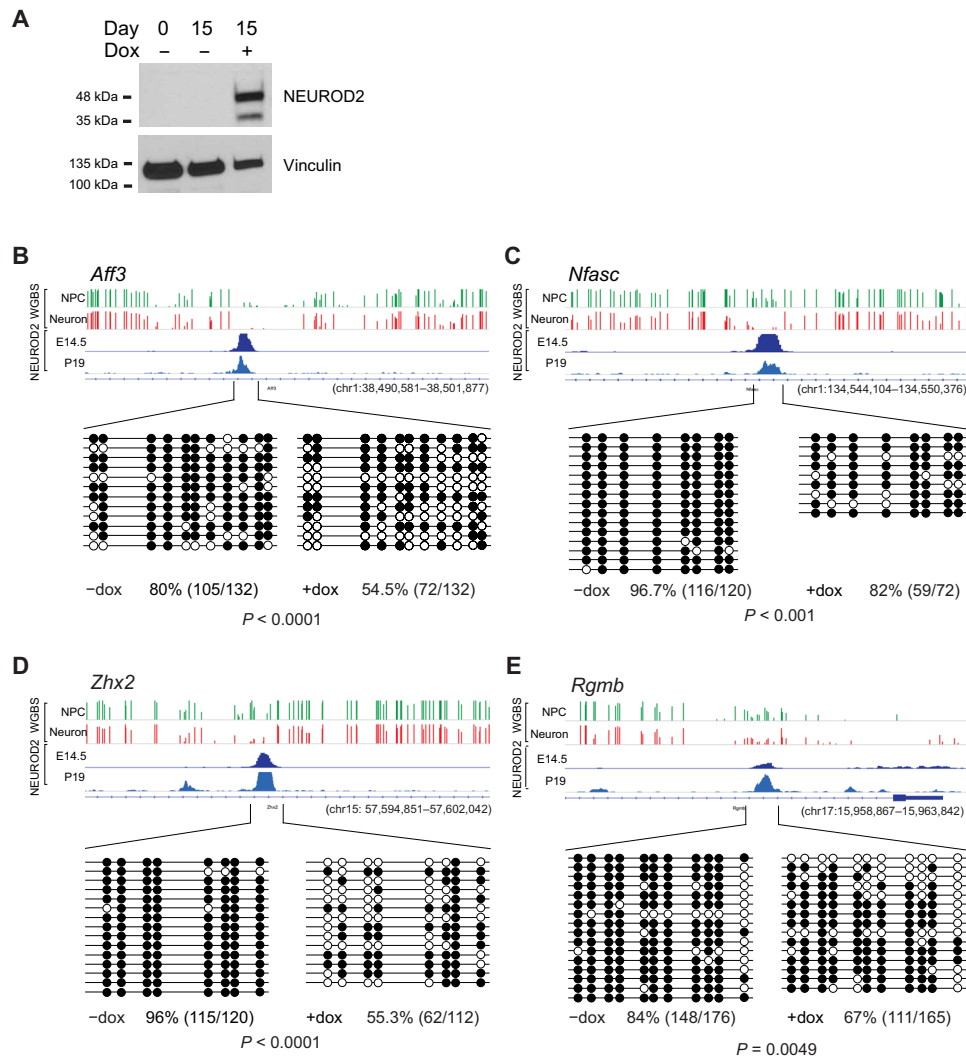 A
Day 0 15 15
Dox – – +
48 kDa
35 kDa
NEUROD2
135 kDa
100 kDa
Vinculin
B
Aff3
WGBS
NPC
Neuron
NEUROD2
E14.5
P19
Aff3
(chr1:38,490,581–38,501,877)
–dox 80% (105/132)
+dox 54.5% (72/132)
P < 0.0001
C
Nfasc
WGBS
NPC
Neuron
NEUROD2
E14.5
P19
Nfasc
(chr1:134,544,104–134,550,376)
–dox 96.7% (116/120)
+dox 82% (59/72)
P < 0.001
D
Zhx2
WGBS
NPC
Neuron
NEUROD2
E14.5
P19
Zhx2
(chr15: 57,594,851–57,602,042)
–dox 96% (115/120)
+dox 55.3% (62/112)
P < 0.0001
E
Rgmb
WGBS
NPC
Neuron
NEUROD2
E14.5
P19
Rgmb
(chr17:15,958,867–15,963,842)
–dox 84% (148/176)
+dox 67% (111/165)
P = 0.0049